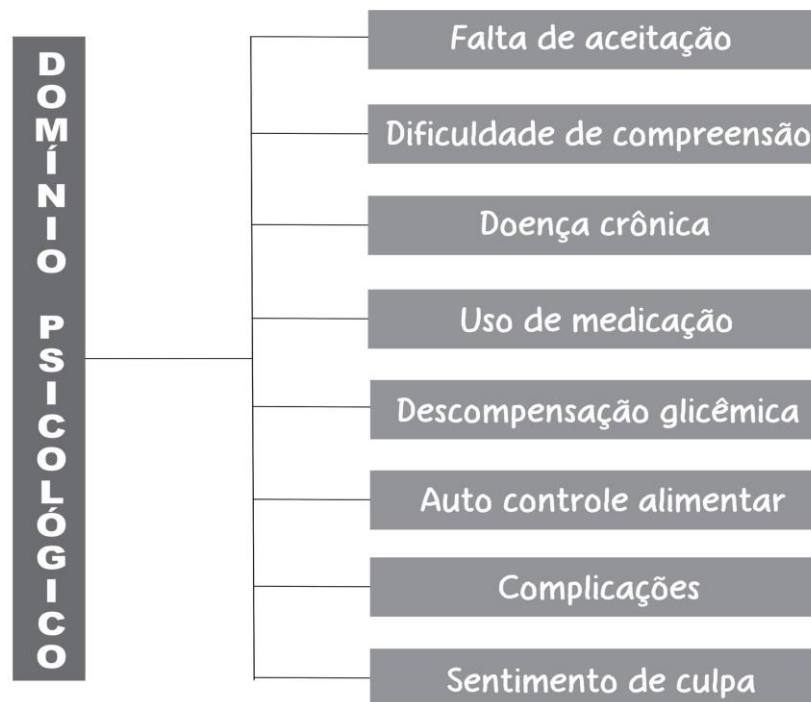 DOMÍNIO PSICOLÓGICO
Falta de aceitação
Dificuldade de compreensão
Doença crônica
Uso de medicação
Descompensação glicêmica
Auto controle alimentar
Complicações
Sentimento de culpa